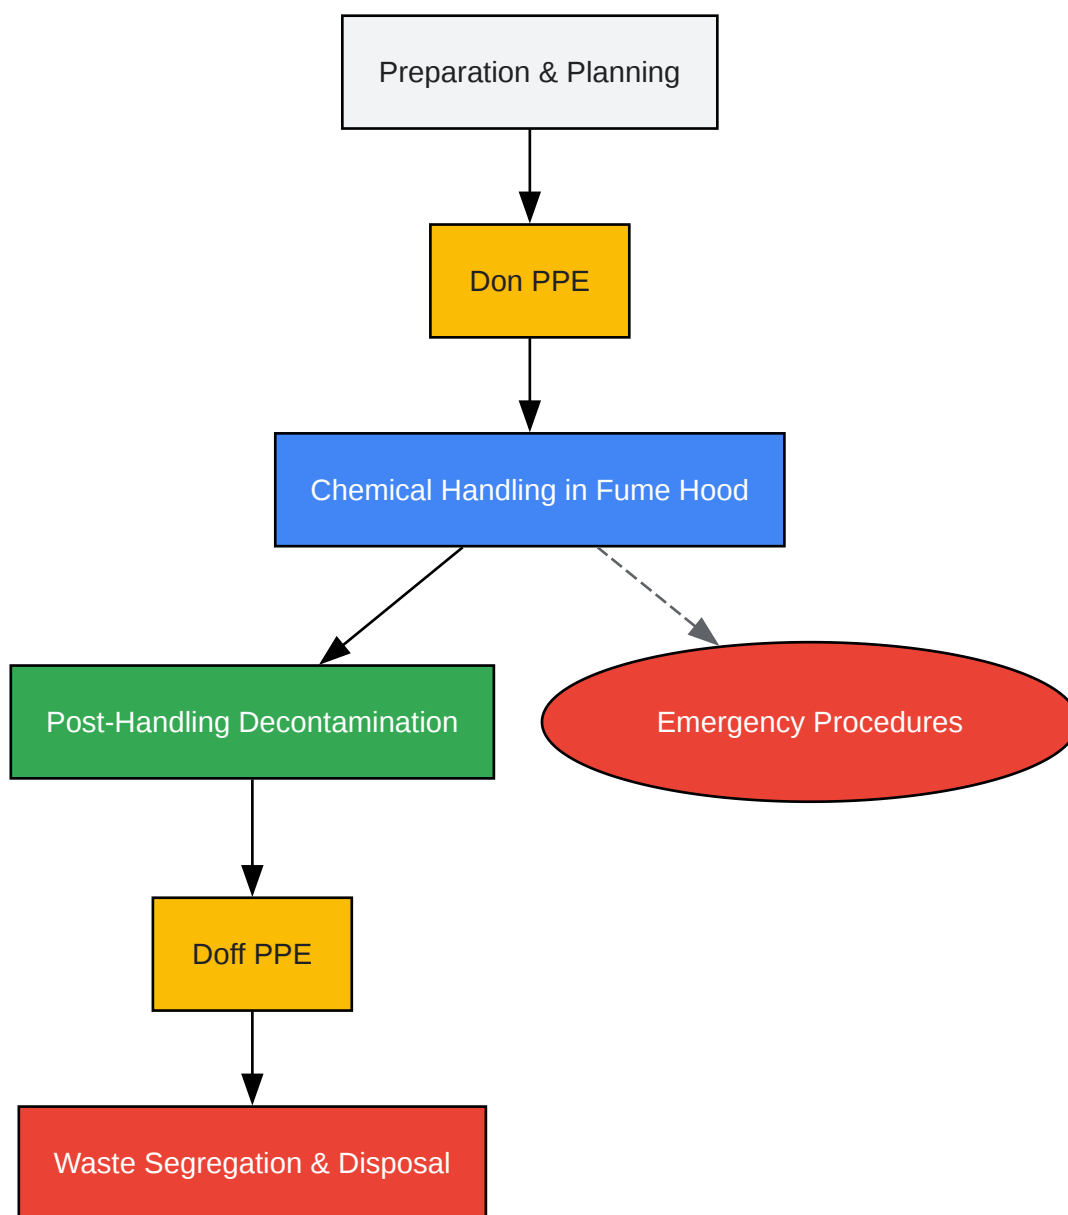 Preparation & Planning
Don PPE
Chemical Handling in Fume Hood
Post-Handling Decontamination
Emergency Procedures
Doff PPE
Waste Segregation & Disposal